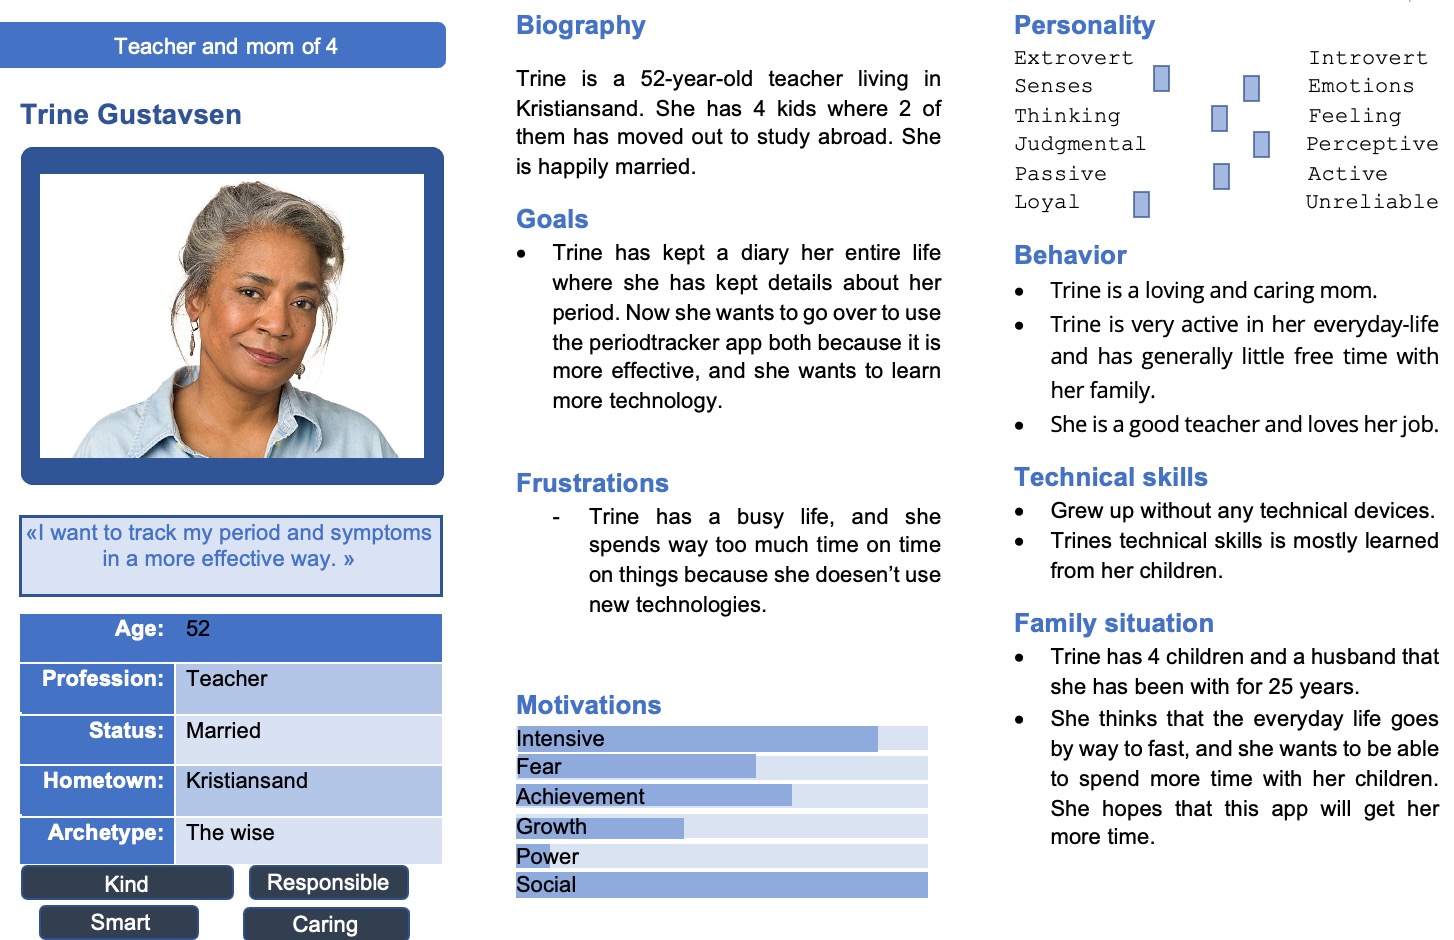 Teacher and mom of 4
Trine Gustavsen
«I want to track my period and symptoms
in a more effective way. »
Age: 52
Profession: Teacher
Status: Married
Hometown: Kristiansand
Archetype: The wise
Kind
Responsible
Smart
Caring
Biography
Trine is a 52-year-old teacher living in
Kristiansand. She has 4 kids where 2 of
them has moved out to study abroad. She
is happily married.
Goals
• Trine has kept a diary her entire life
where she has kept details about her
period. Now she wants to go over to use
the periodtracker app both because it is
more effective, and she wants to learn
more technology.
Frustrations
- Trine has a busy life, and she
spends way too much time on time
on things because she doesen’t use
new technologies.
Motivations
Intensive
Fear
Achievement
Growth
Power
Social
Personality
Extrovert Introvert
Senses Emotions
Thinking Feeling
Judgmental Perceptive
Passive Active
Loyal Unreliable
Behavior
• Trine is a loving and caring mom.
• Trine is very active in her everyday-life
and has generally little free time with
her family.
• She is a good teacher and loves her job.
Technical skills
• Grew up without any technical devices.
• Trines technical skills is mostly learned
from her children.
Family situation
• Trine has 4 children and a husband that
she has been with for 25 years.
• She thinks that the everyday life goes
by way to fast, and she wants to be able
to spend more time with her children.
She hopes that this app will get her
more time.